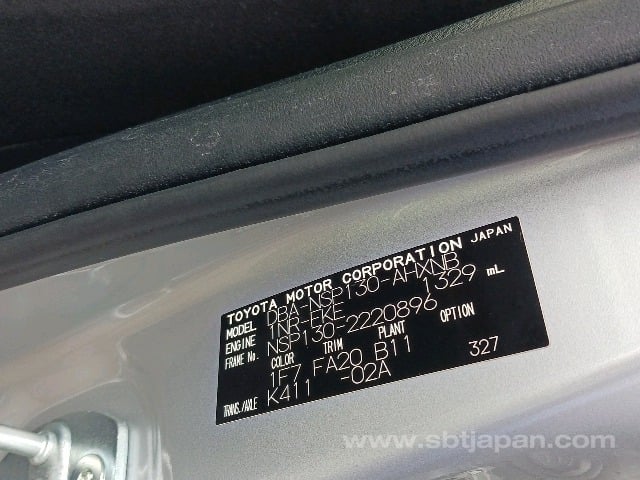 TOYOTA MOTOR CORPORATION JAPAN
MODEL DBA-NSP130-AHXNB
ENGINE 1NR-FKE 1329 mL
FRAME No. NSP130-2220896
COLOR TRIM PLANT OPTION
1F7 FA20 B11 327
TRANS./AXLE K411 -02A
www.sbtjapan.com